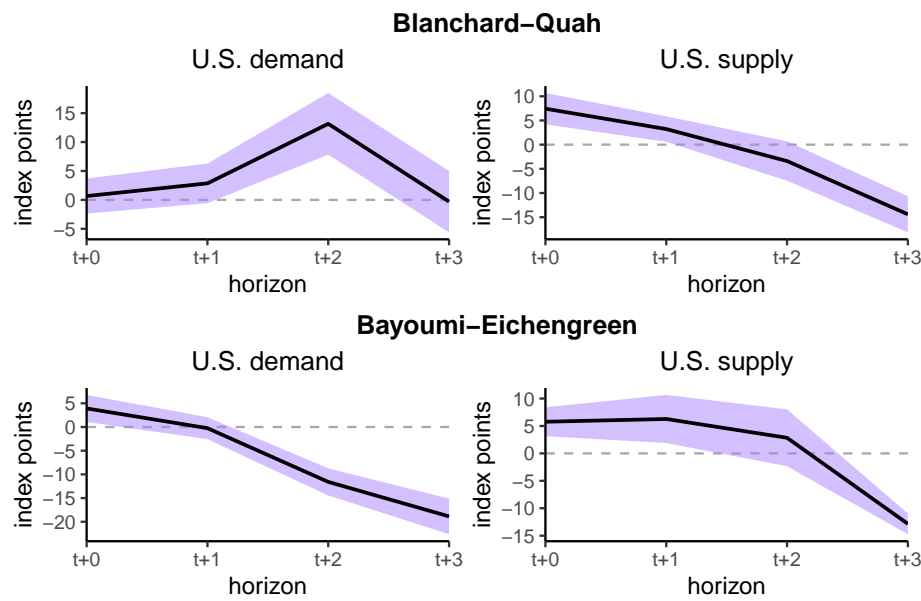 Blanchard−Quah
U.S. demand
index points
15
10
5
0
−5
t+0 t+1 t+2 t+3
horizon
U.S. supply
index points
10
5
0
−5
−10
−15
t+0 t+1 t+2 t+3
horizon
Bayoumi−Eichengreen
U.S. demand
index points
5
0
−5
−10
−15
−20
t+0 t+1 t+2 t+3
horizon
U.S. supply
index points
10
5
0
−5
−10
−15
t+0 t+1 t+2 t+3
horizon